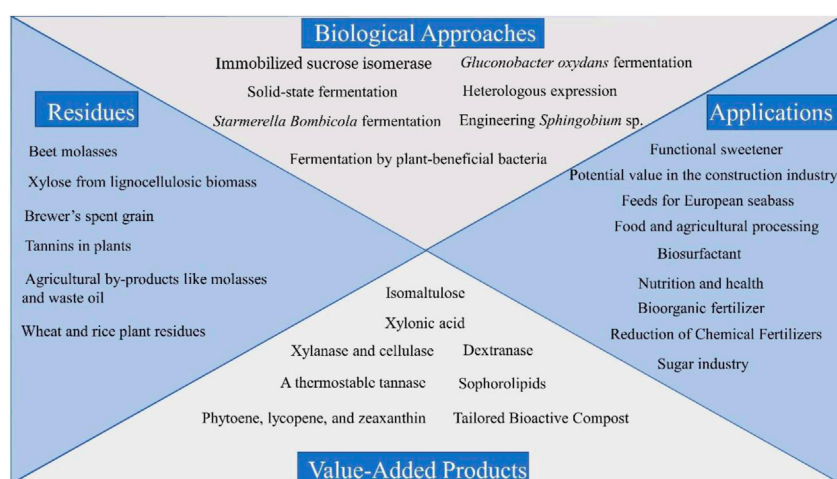 Biological Approaches
Immobilized sucrose isomerase
Gluconobacter oxydans fermentation
Solid-state fermentation
Heterologous expression
Starmerella Bombicola fermentation
Engineering Sphingobium sp.
Fermentation by plant-beneficial bacteria
Residues
Beet molasses
Xylose from lignocellulosic biomass
Brewer's spent grain
Tannins in plants
Agricultural by-products like molasses
and waste oil
Wheat and rice plant residues
Applications
Functional sweetener
Potential value in the construction industry
Feeds for European seabass
Food and agricultural processing
Biosurfactant
Nutrition and health
Bioorganic fertilizer
Reduction of Chemical Fertilizers
Sugar industry
Isomaltulose
Xylonic acid
Xylanase and cellulase
Dextranase
A thermostable tannase
Sophorolipids
Phytoene, lycopene, and zeaxanthin
Tailored Bioactive Compost
Value-Added Products